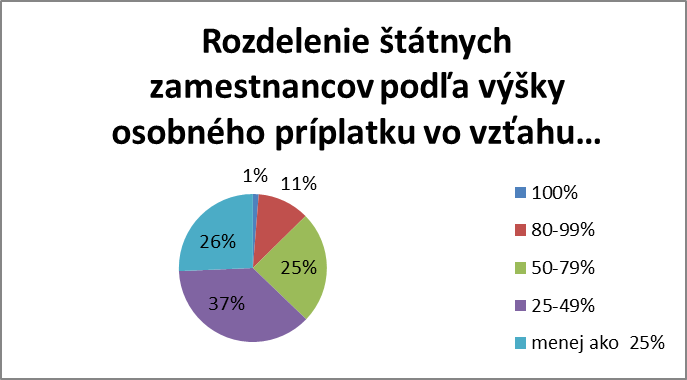 Rozdelenie štátnych
zamestnancov podľa výšky
osobného príplatku vo vzťahu…
1%
11%
25%
37%
26%
100%
80-99%
50-79%
25-49%
menej ako  25%